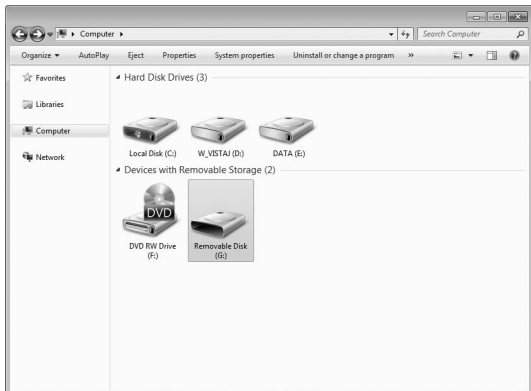 Computer
Search Computer
Organize AutoPlay Eject Properties System properties Uninstall or change a program »
Favorites
Libraries
Computer
Network
Hard Disk Drives (3)
Local Disk (C:) W_VISTAJ (D:) DATA (E:)
Devices with Removable Storage (2)
DVD
DVD RW Drive (F:)
Removable Disk (G:)